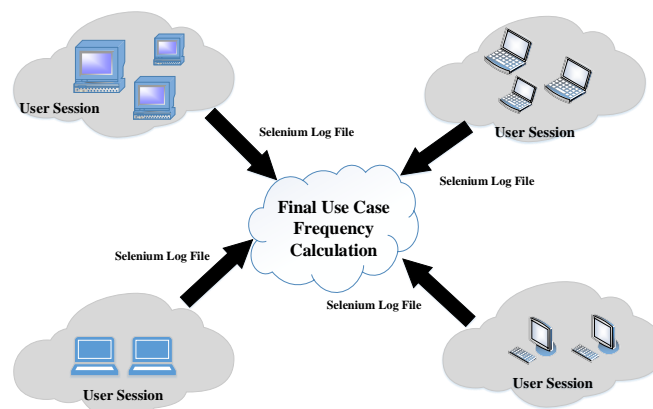 User Session
User Session
Selenium Log File
Selenium Log File
Final Use Case
Frequency
Calculation
Selenium Log File
Selenium Log File
User Session
User Session